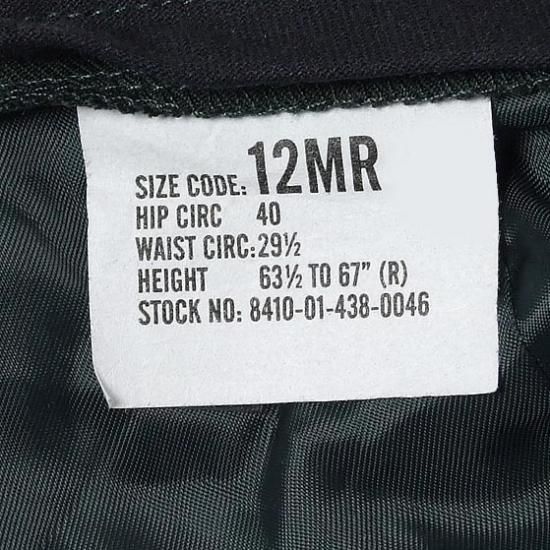 SIZE CODE: 12MR
HIP CIRC 40
WAIST CIRC: 29½
HEIGHT 63½ TO 67" (R)
STOCK NO: 8410-01-438-0046